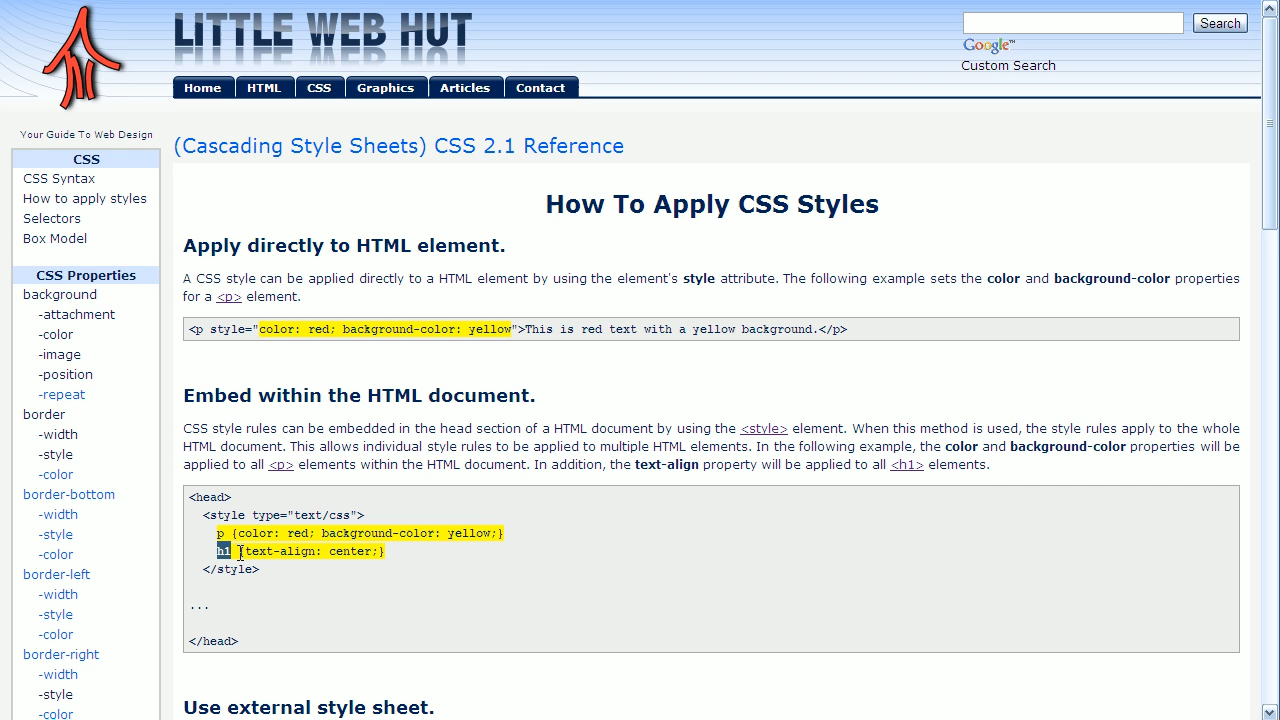 LITTLE WEB HUT
Search
Google™
Custom Search
Home HTML CSS Graphics Articles Contact
Your Guide To Web Design
CSS
CSS Syntax
How to apply styles
Selectors
Box Model
CSS Properties
background
-attachment
-color
-image
-position
-repeat
border
-width
-style
-color
border-bottom
-width
-style
-color
border-left
-width
-style
-color
border-right
-width
-style
-color
(Cascading Style Sheets) CSS 2.1 Reference
How To Apply CSS Styles
Apply directly to HTML element.
A CSS style can be applied directly to a HTML element by using the element's style attribute. The following example sets the color and background-color properties
for a <p> element.
<p style="color: red; background-color: yellow">This is red text with a yellow background.</p>
Embed within the HTML document.
CSS style rules can be embedded in the head section of a HTML document by using the <style> element. When this method is used, the style rules apply to the whole
HTML document. This allows individual style rules to be applied to multiple HTML elements. In the following example, the color and background-color properties will be
applied to all <p> elements within the HTML document. In addition, the text-align property will be applied to all <h1> elements.
<head>
<style type="text/css">
p {color: red; background-color: yellow;}
h1 {text-align: center;}
</style>
...
</head>
Use external style sheet.